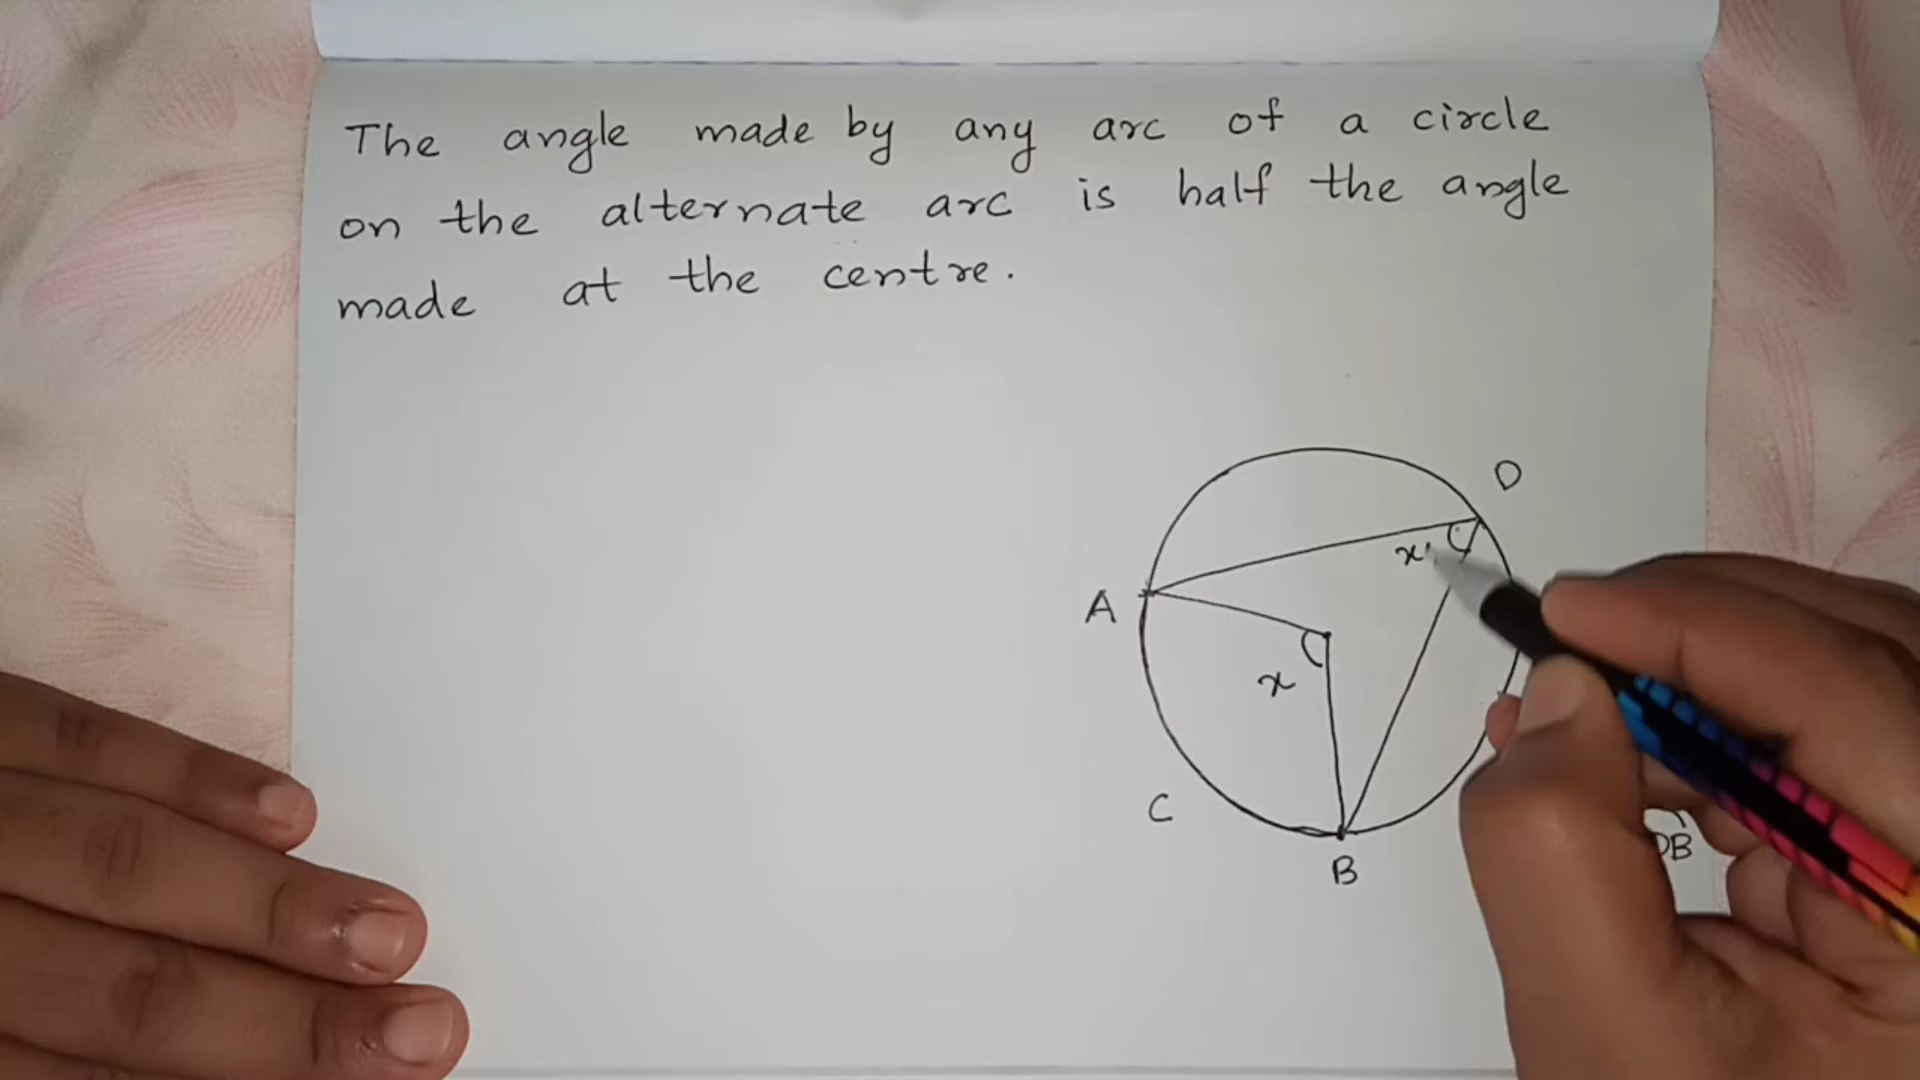 The angle made by any arc of a circle
on the alternate arc is half the angle
made at the centre.
D
x
A
x
C
B